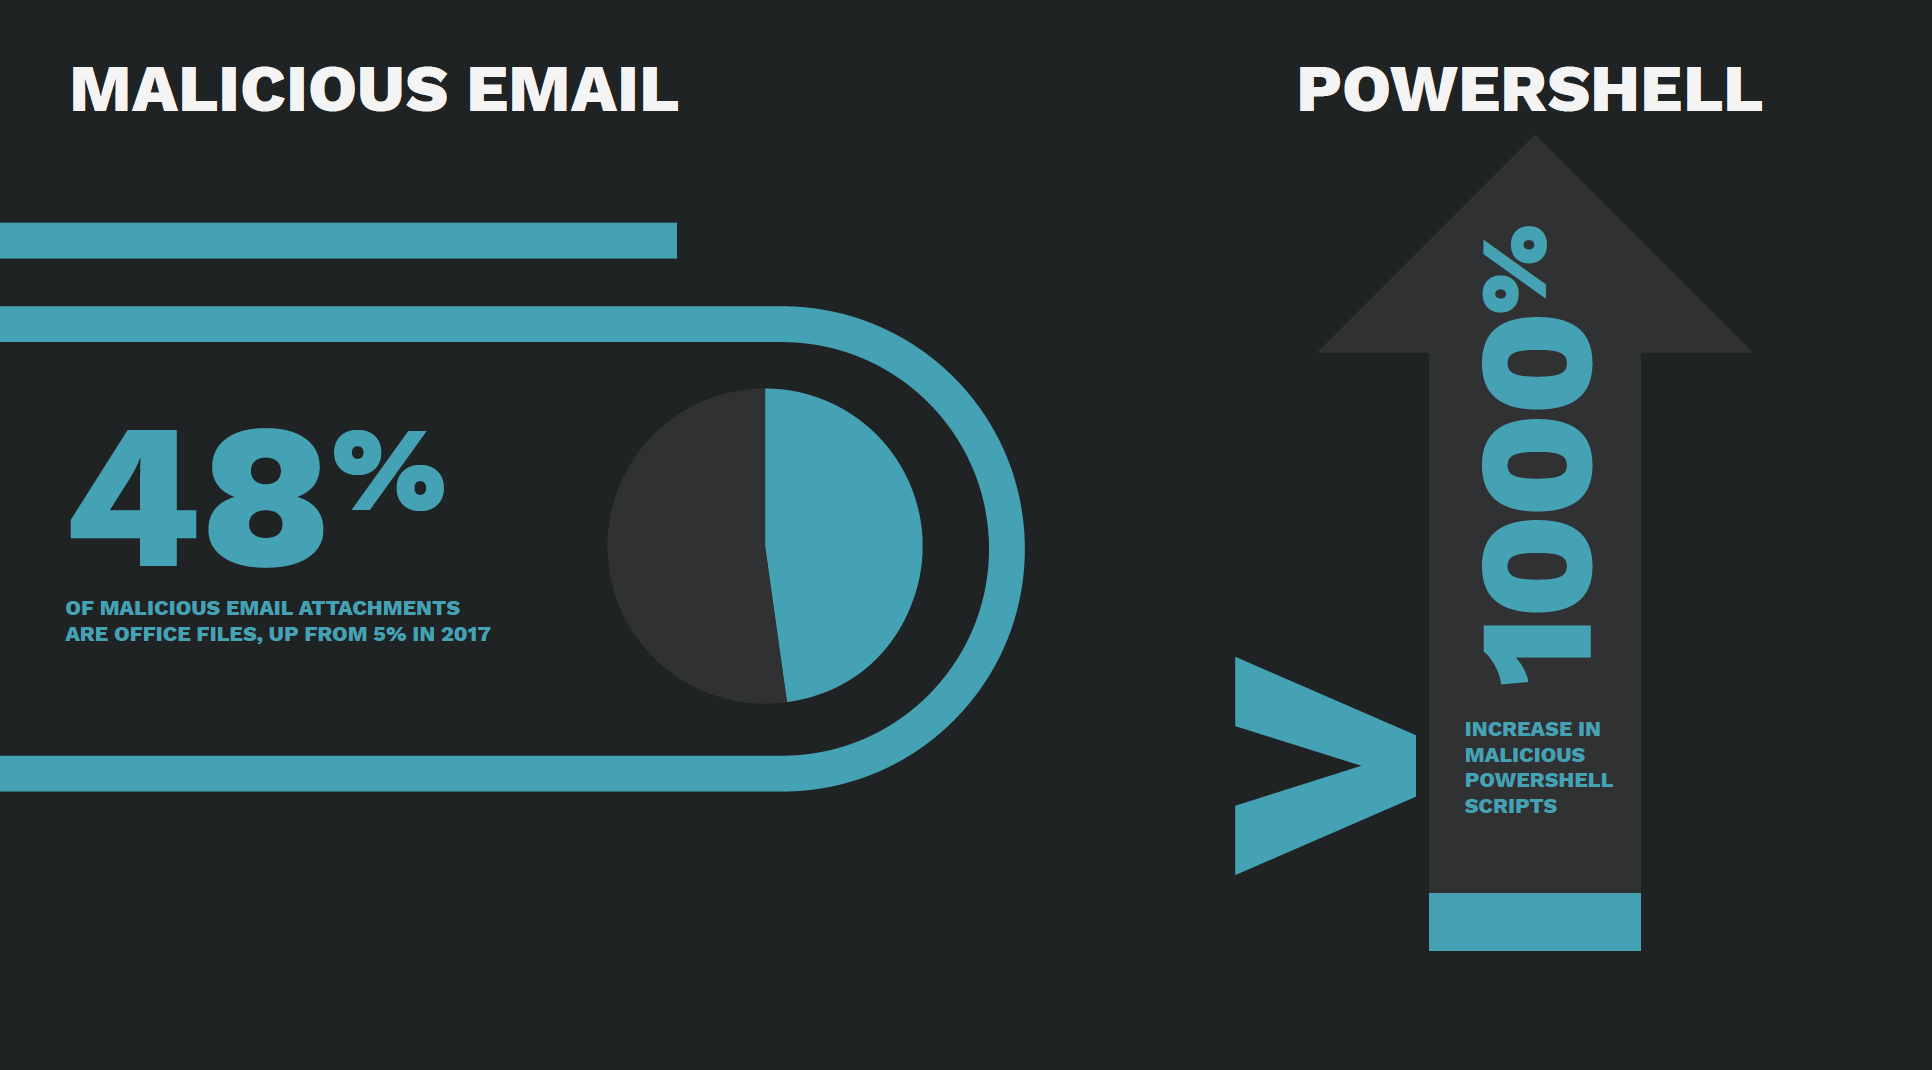 MALICIOUS EMAIL
48%
OF MALICIOUS EMAIL ATTACHMENTS
ARE OFFICE FILES, UP FROM 5% IN 2017
POWERSHELL
1000%
INCREASE IN
MALICIOUS
POWERSHELL
SCRIPTS